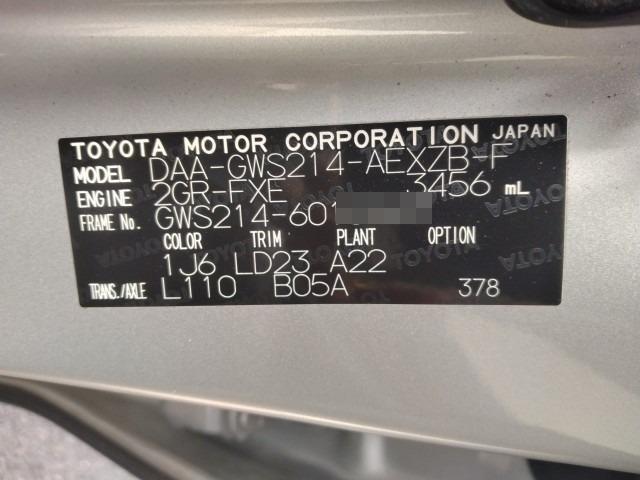 TOYOTA MOTOR CORPORATION JAPAN
MODEL DAA-GWS214-AEXZB-F
ENGINE 2GR-FXE 3456 mL
FRAME No. GWS214-601
COLOR TRIM PLANT OPTION
1J6 LD23 A22
TRANS./AXLE L110 B05A 378